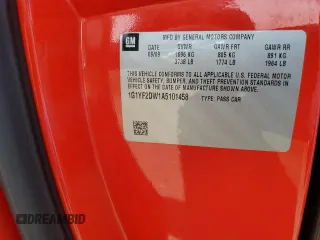 GM
MFD BY GENERAL MOTORS COMPANY
DATE GVWR GAWR FRT GAWR RR
09/09 1696 KG 805 KG 891 KG
3738 LB 1774 LB 1964 LB
THIS VEHICLE CONFORMS TO ALL APPLICABLE U.S. FEDERAL
MOTOR VEHICLE SAFETY, BUMPER, AND THEFT PREVENTION
STANDARDS IN EFFECT ON THE DATE OF MANUFACTURE SHOWN ABOVE.
1G1YF2DW1A5101458 TYPE: PASS CAR
DREAMBID